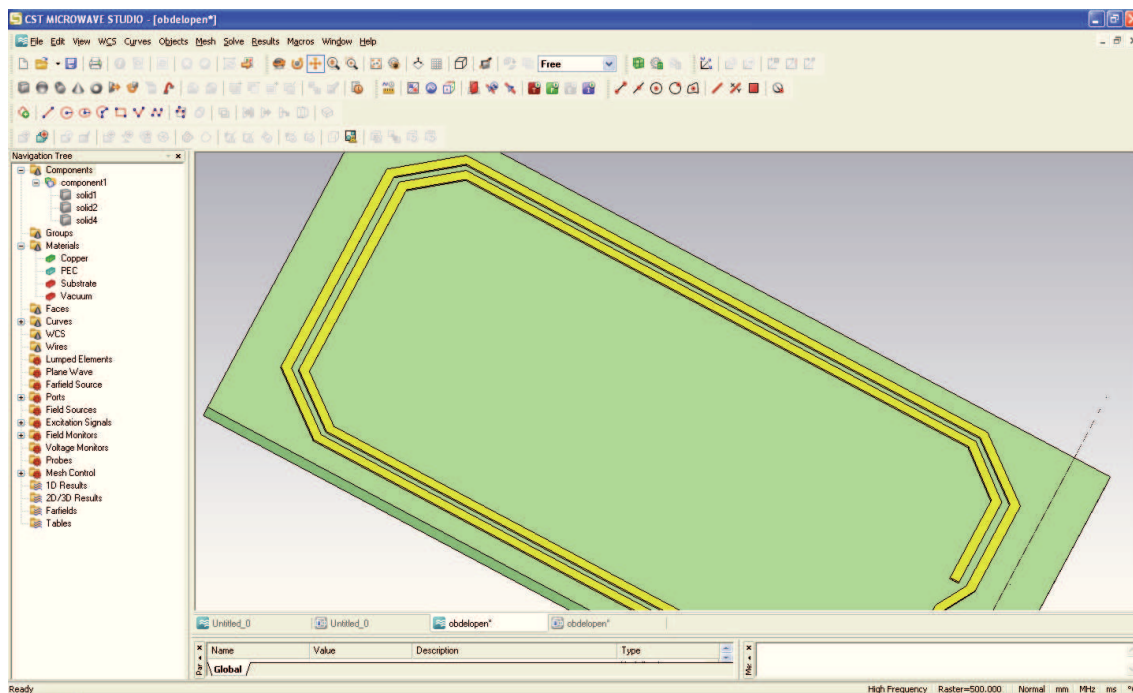 CST MICROWAVE STUDIO - [obdelopen*]
File Edit View WCS Curves Objects Mesh Solve Results Macros Window Help
Free
Navigation Tree
Components
component1
solid1
solid2
solid4
Groups
Materials
Copper
PEC
Substrate
Vacuum
Faces
Curves
WCS
Wires
Lumped Elements
Plane Wave
Farfield Source
Ports
Field Sources
Excitation Signals
Field Monitors
Voltage Monitors
Probes
Mesh Control
1D Results
2D/3D Results
Farfields
Tables
Untitled_0 Untitled_0 obdelopen* obdelopen*
Name Value Description Type
Global
Par
Ready High Frequency Raster=500.000 Normal mm MHz ms